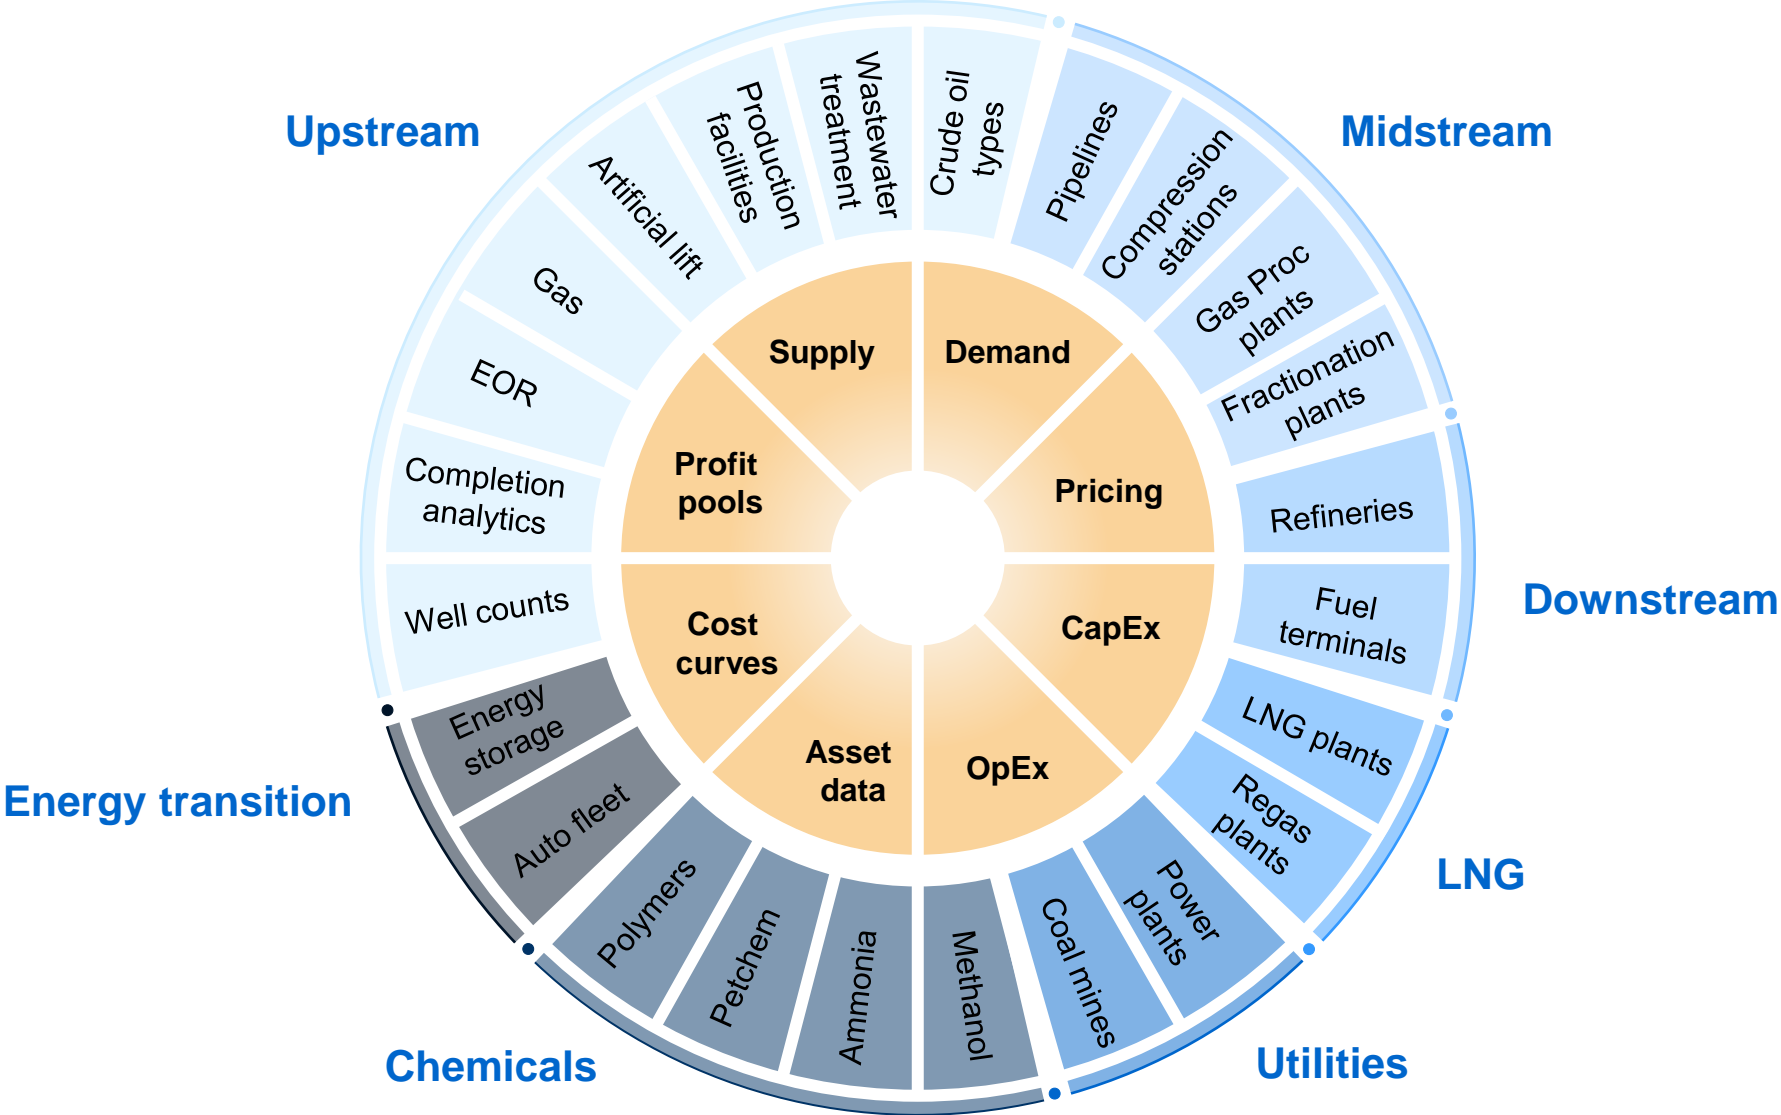 Upstream
Midstream
Downstream
LNG
Utilities
Chemicals
Energy transition
Wastewater
treatment
Crude oil
types
Pipelines
Compression
stations
Gas Proc
plants
Fractionation
plants
Refineries
Fuel
terminals
LNG plants
Regas
plants
Power
plants
Coal mines
Methanol
Ammonia
Petchem
Polymers
Auto fleet
Energy
storage
Well counts
Completion
analytics
EOR
Gas
Artificial lift
Production
facilities
Supply
Demand
Pricing
CapEx
OpEx
Asset
data
Cost
curves
Profit
pools